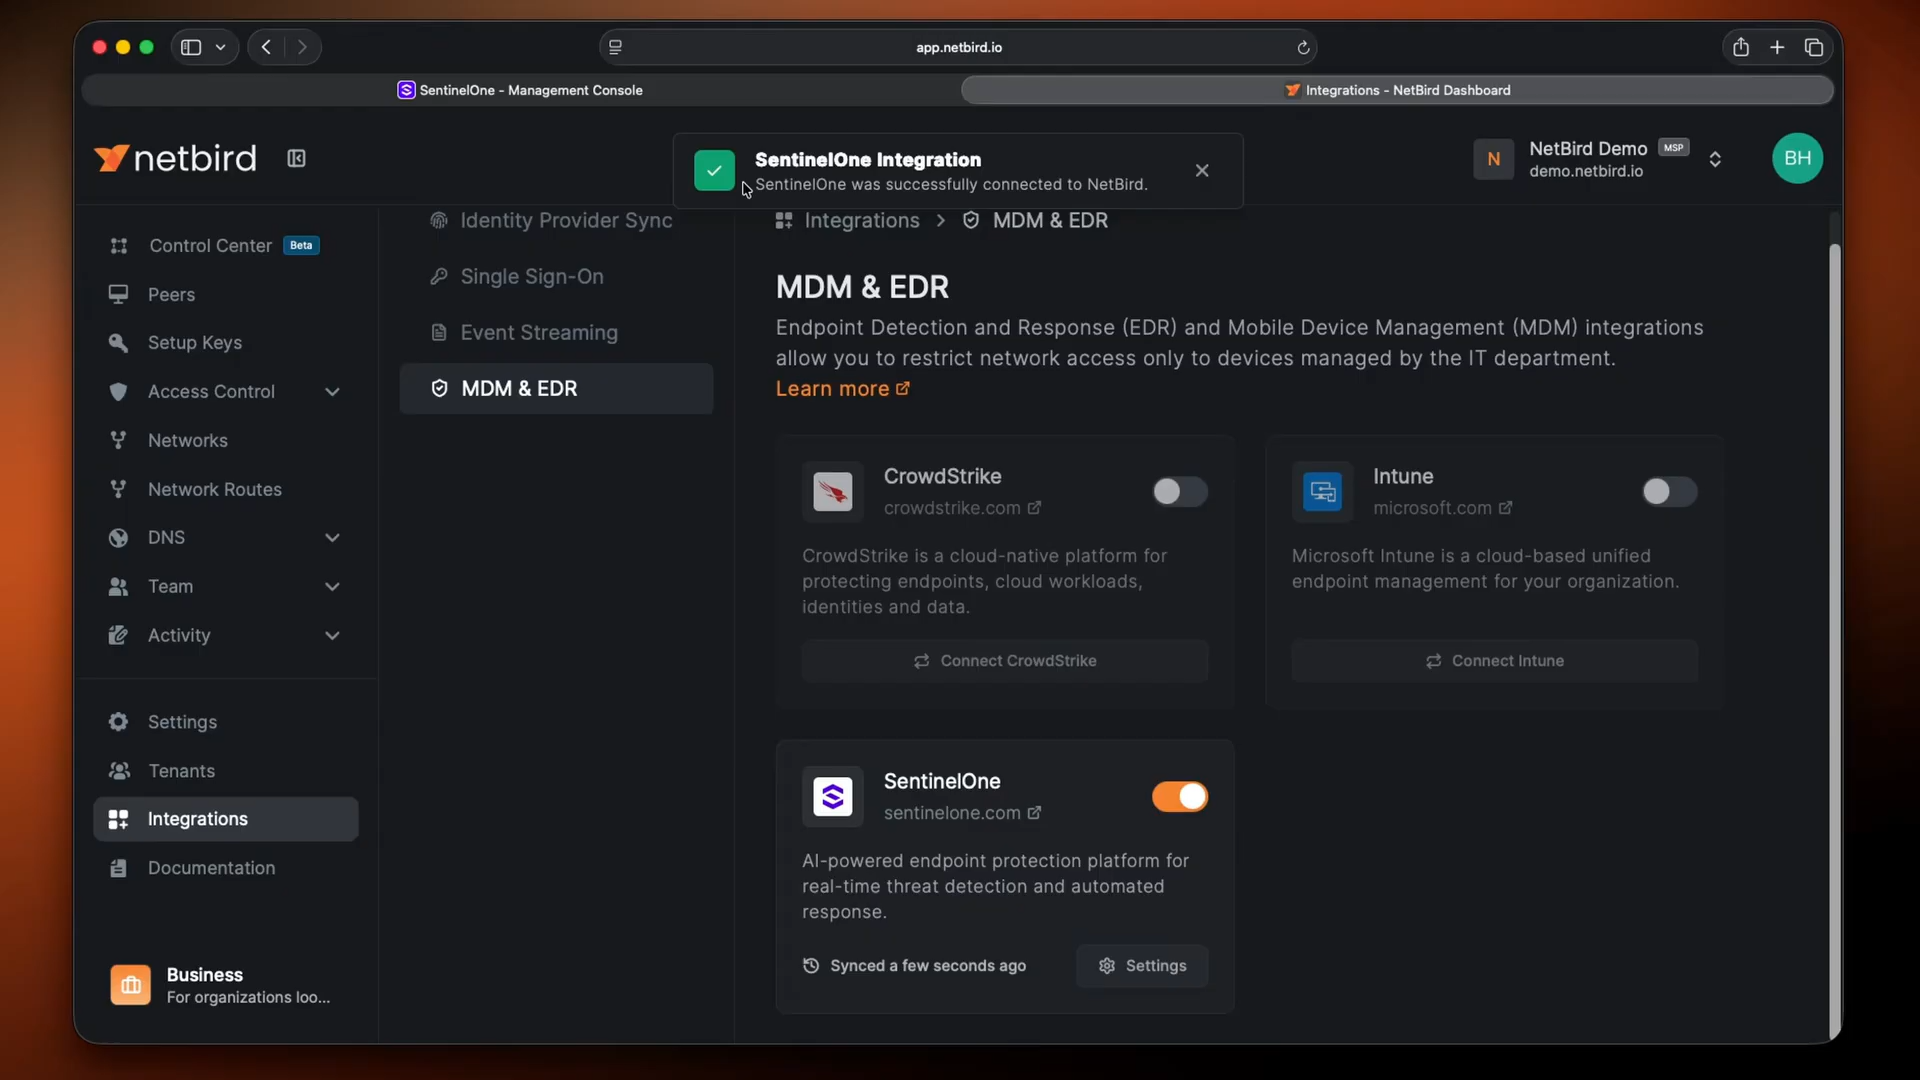 app.netbird.io
SentinelOne - Management Console
Integrations - NetBird Dashboard
netbird
SentinelOne Integration
SentinelOne was successfully connected to NetBird.
N
NetBird Demo MSP
demo.netbird.io
BH
Control Center Beta
Peers
Setup Keys
Access Control
Networks
Network Routes
DNS
Team
Activity
Settings
Tenants
Integrations
Documentation
Business
For organizations loo...
Identity Provider Sync
Single Sign-On
Event Streaming
MDM & EDR
Integrations > MDM & EDR
MDM & EDR
Endpoint Detection and Response (EDR) and Mobile Device Management (MDM) integrations
allow you to restrict network access only to devices managed by the IT department.
Learn more
CrowdStrike
crowdstrike.com
CrowdStrike is a cloud-native platform for
protecting endpoints, cloud workloads,
identities and data.
Connect CrowdStrike
Intune
microsoft.com
Microsoft Intune is a cloud-based unified
endpoint management for your organization.
Connect Intune
SentinelOne
sentinelone.com
AI-powered endpoint protection platform for
real-time threat detection and automated
response.
Synced a few seconds ago
Settings